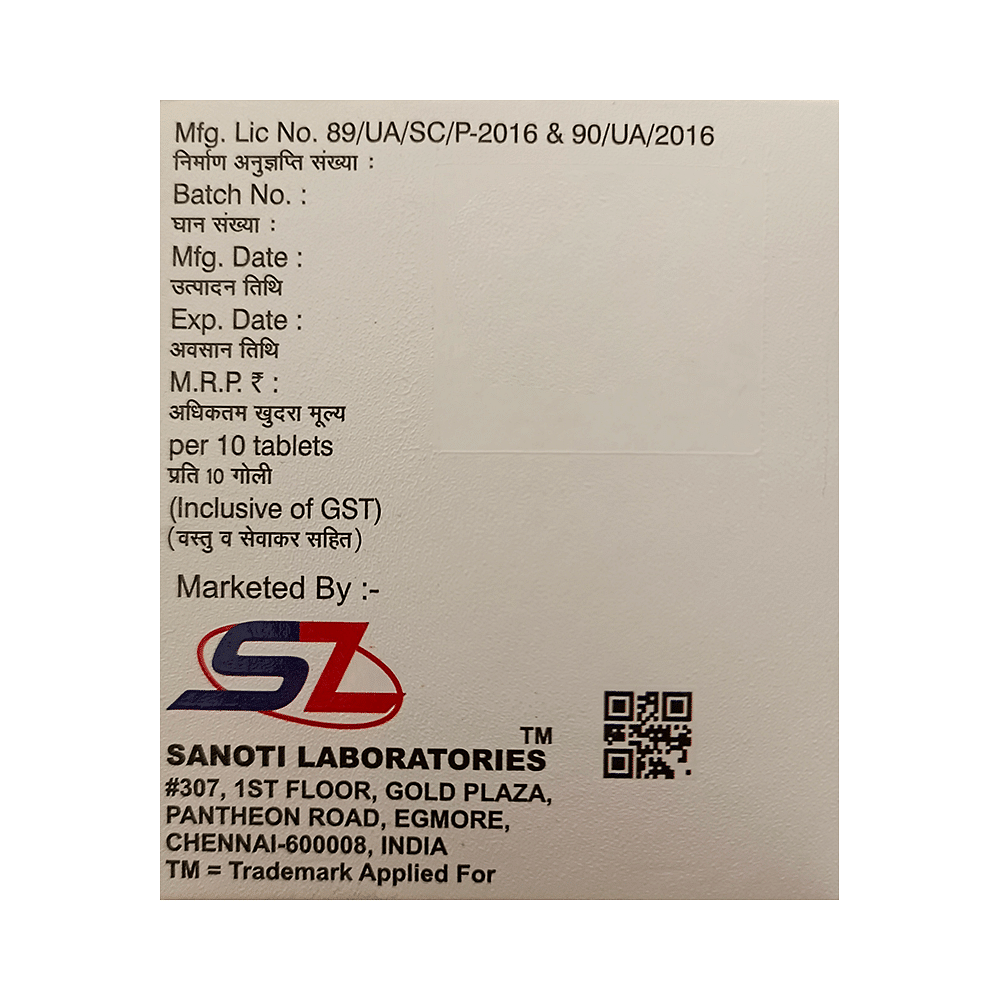 Mfg. Lic No. 89/UA/SC/P-2016 & 90/UA/2016
निर्माण अनुज्ञप्ति संख्या :
Batch No. :
घान संख्या :
Mfg. Date :
उत्पादन तिथि
Exp. Date :
अवसान तिथि
M.R.P. ₹ :
अधिकतम खुदरा मूल्य
per 10 tablets
प्रति 10 गोली
(Inclusive of GST)
(वस्तु व सेवाकर सहित)
Marketed By :-
SZ
TM
SANOTI LABORATORIES
#307, 1ST FLOOR, GOLD PLAZA,
PANTHEON ROAD, EGMORE,
CHENNAI-600008, INDIA
TM = Trademark Applied For